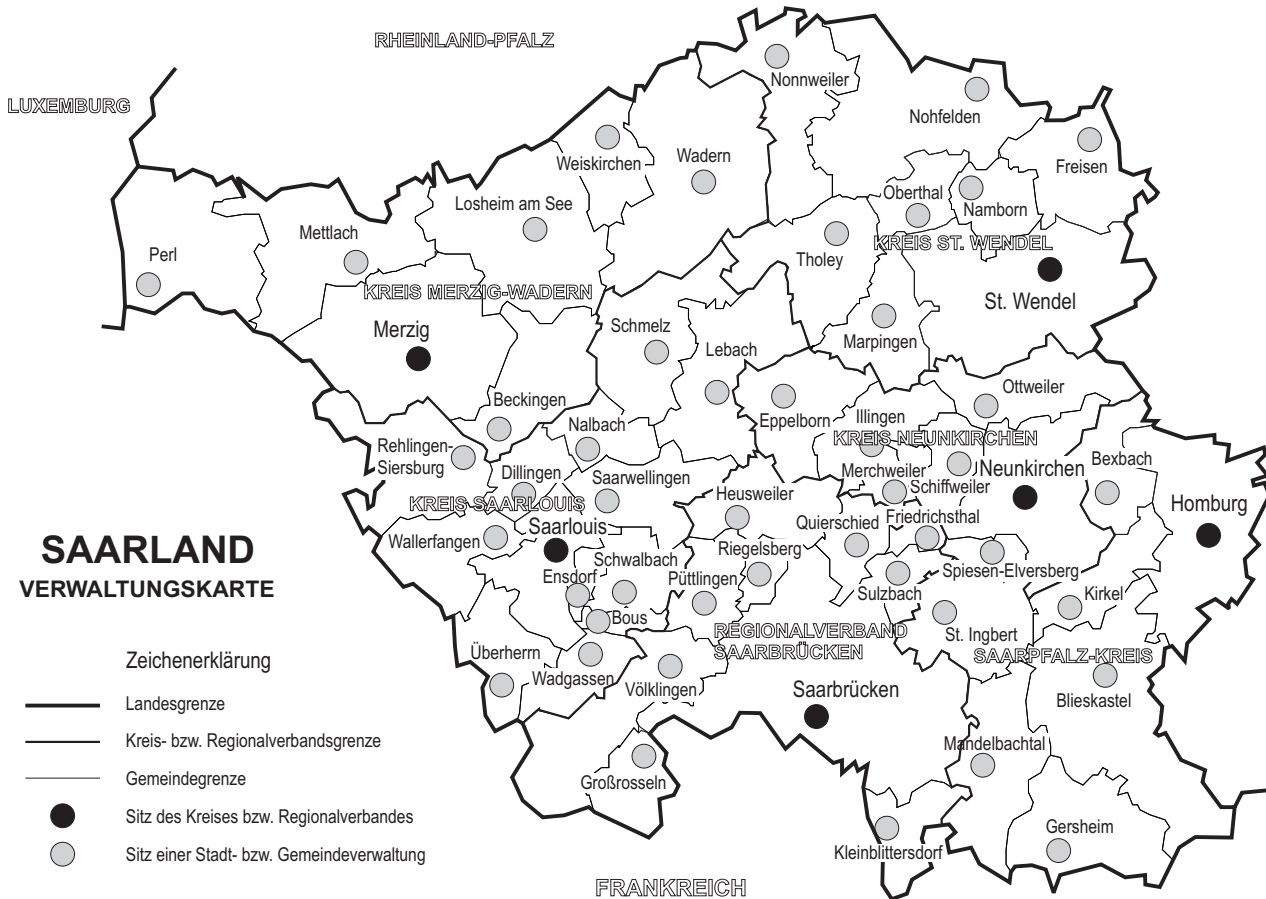 RHEINLAND-PFALZ
LUXEMBURG
Nonnweiler
Nohfelden
Freisen
Weiskirchen
Wadern
Oberthal
Namborn
Losheim am See
Mettlach
Perl
Tholey
KREIS ST. WENDEL
St. Wendel
KREIS MERZIG-WADERN
Merzig
Schmelz
Lebach
Marpingen
Ottweiler
Beckingen
Nalbach
Eppelborn
Illingen
KREIS NEUNKIRCHEN
Rehlingen-
Siersburg
Dillingen
Saarwellingen
Merchweiler
Schiffweiler
Neunkirchen
Bexbach
Homburg
Heusweiler
KREIS SAARLOUIS
Saarlouis
Wallerfangen
Quierschied
Friedrichsthal
Riegelsberg
Schwalbach
Ensdorf
Püttlingen
Sulzbach
Spiesen-Elversberg
Kirkel
Bous
REGIONALVERBAND
SAARBRÜCKEN
St. Ingbert
SAARPFALZ-KREIS
Überherrn
Wadgassen
Völklingen
Saarbrücken
Blieskastel
Mandelbachtal
Großrosseln
Gersheim
Kleinblittersdorf
FRANKREICH
SAARLAND
VERWALTUNGSKARTE
Zeichenerklärung
Landesgrenze
Kreis- bzw. Regionalverbandsgrenze
Gemeindegrenze
Sitz des Kreises bzw. Regionalverbandes
Sitz einer Stadt- bzw. Gemeindeverwaltung